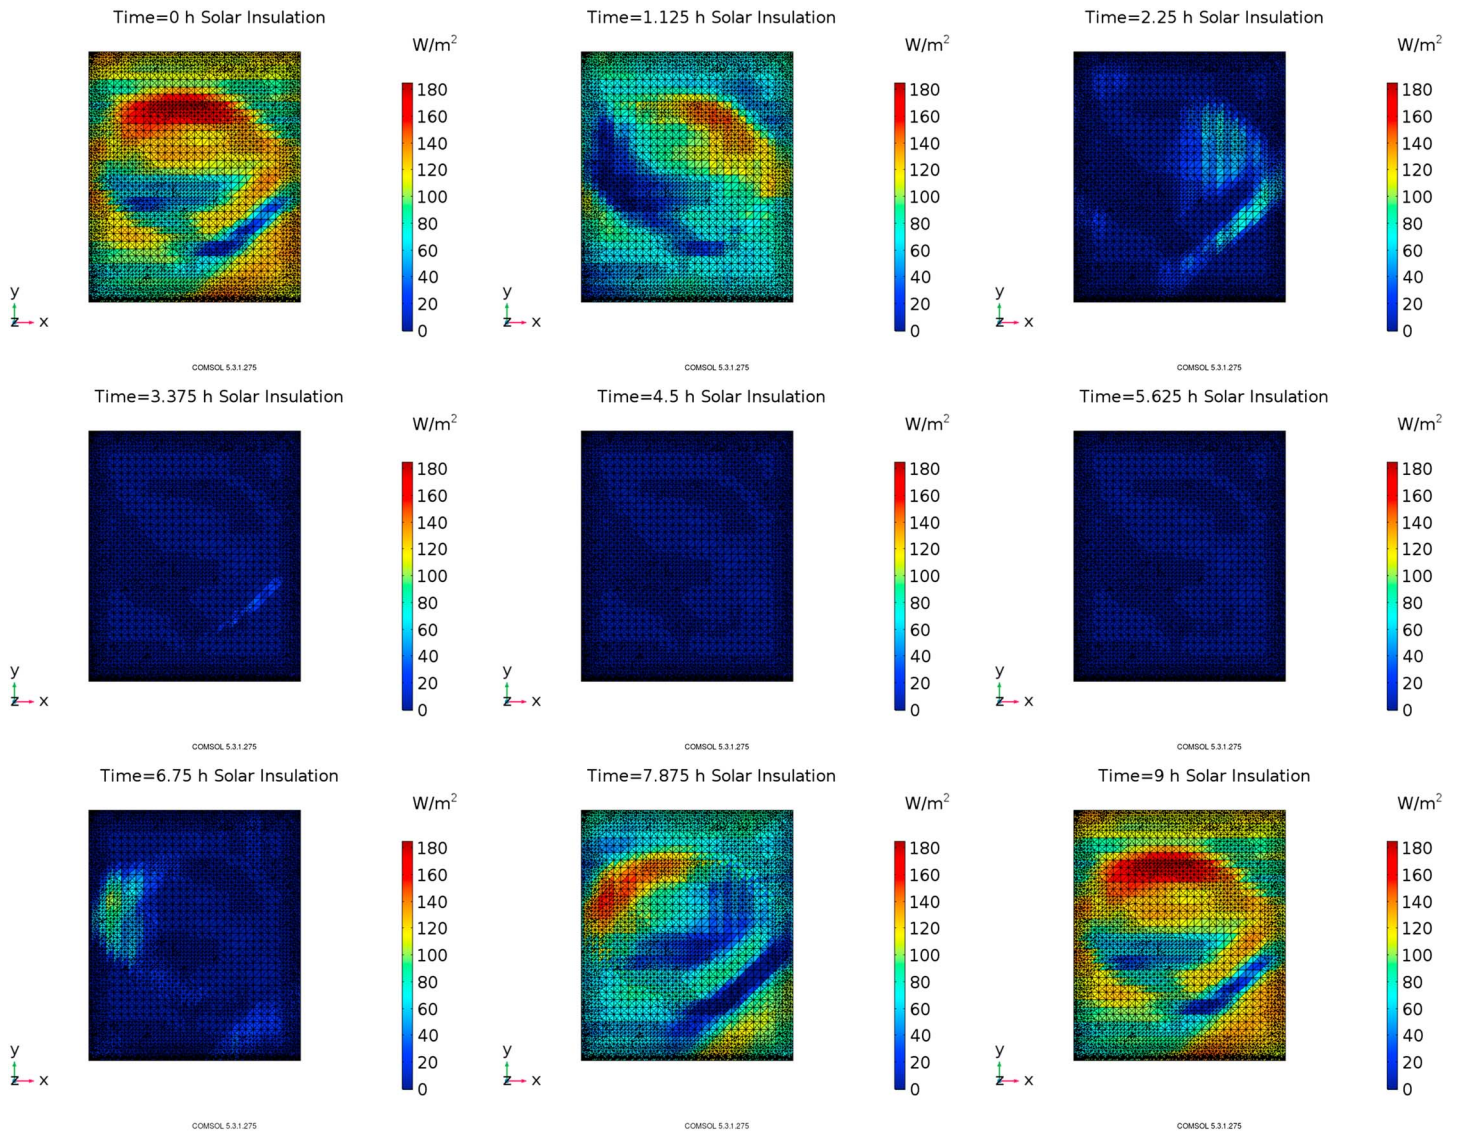 Time=0 h Solar Insulation
W/m²
180
160
140
120
100
80
60
40
20
0
y
z x
COMSOL 5.3.1.275
Time=1.125 h Solar Insulation
W/m²
180
160
140
120
100
80
60
40
20
0
y
z x
COMSOL 5.3.1.275
Time=2.25 h Solar Insulation
W/m²
180
160
140
120
100
80
60
40
20
0
y
z x
COMSOL 5.3.1.275
Time=3.375 h Solar Insulation
W/m²
180
160
140
120
100
80
60
40
20
0
y
z x
COMSOL 5.3.1.275
Time=4.5 h Solar Insulation
W/m²
180
160
140
120
100
80
60
40
20
0
y
z x
COMSOL 5.3.1.275
Time=5.625 h Solar Insulation
W/m²
180
160
140
120
100
80
60
40
20
0
y
z x
COMSOL 5.3.1.275
Time=6.75 h Solar Insulation
W/m²
180
160
140
120
100
80
60
40
20
0
y
z x
COMSOL 5.3.1.275
Time=7.875 h Solar Insulation
W/m²
180
160
140
120
100
80
60
40
20
0
y
z x
COMSOL 5.3.1.275
Time=9 h Solar Insulation
W/m²
180
160
140
120
100
80
60
40
20
0
y
z x
COMSOL 5.3.1.275